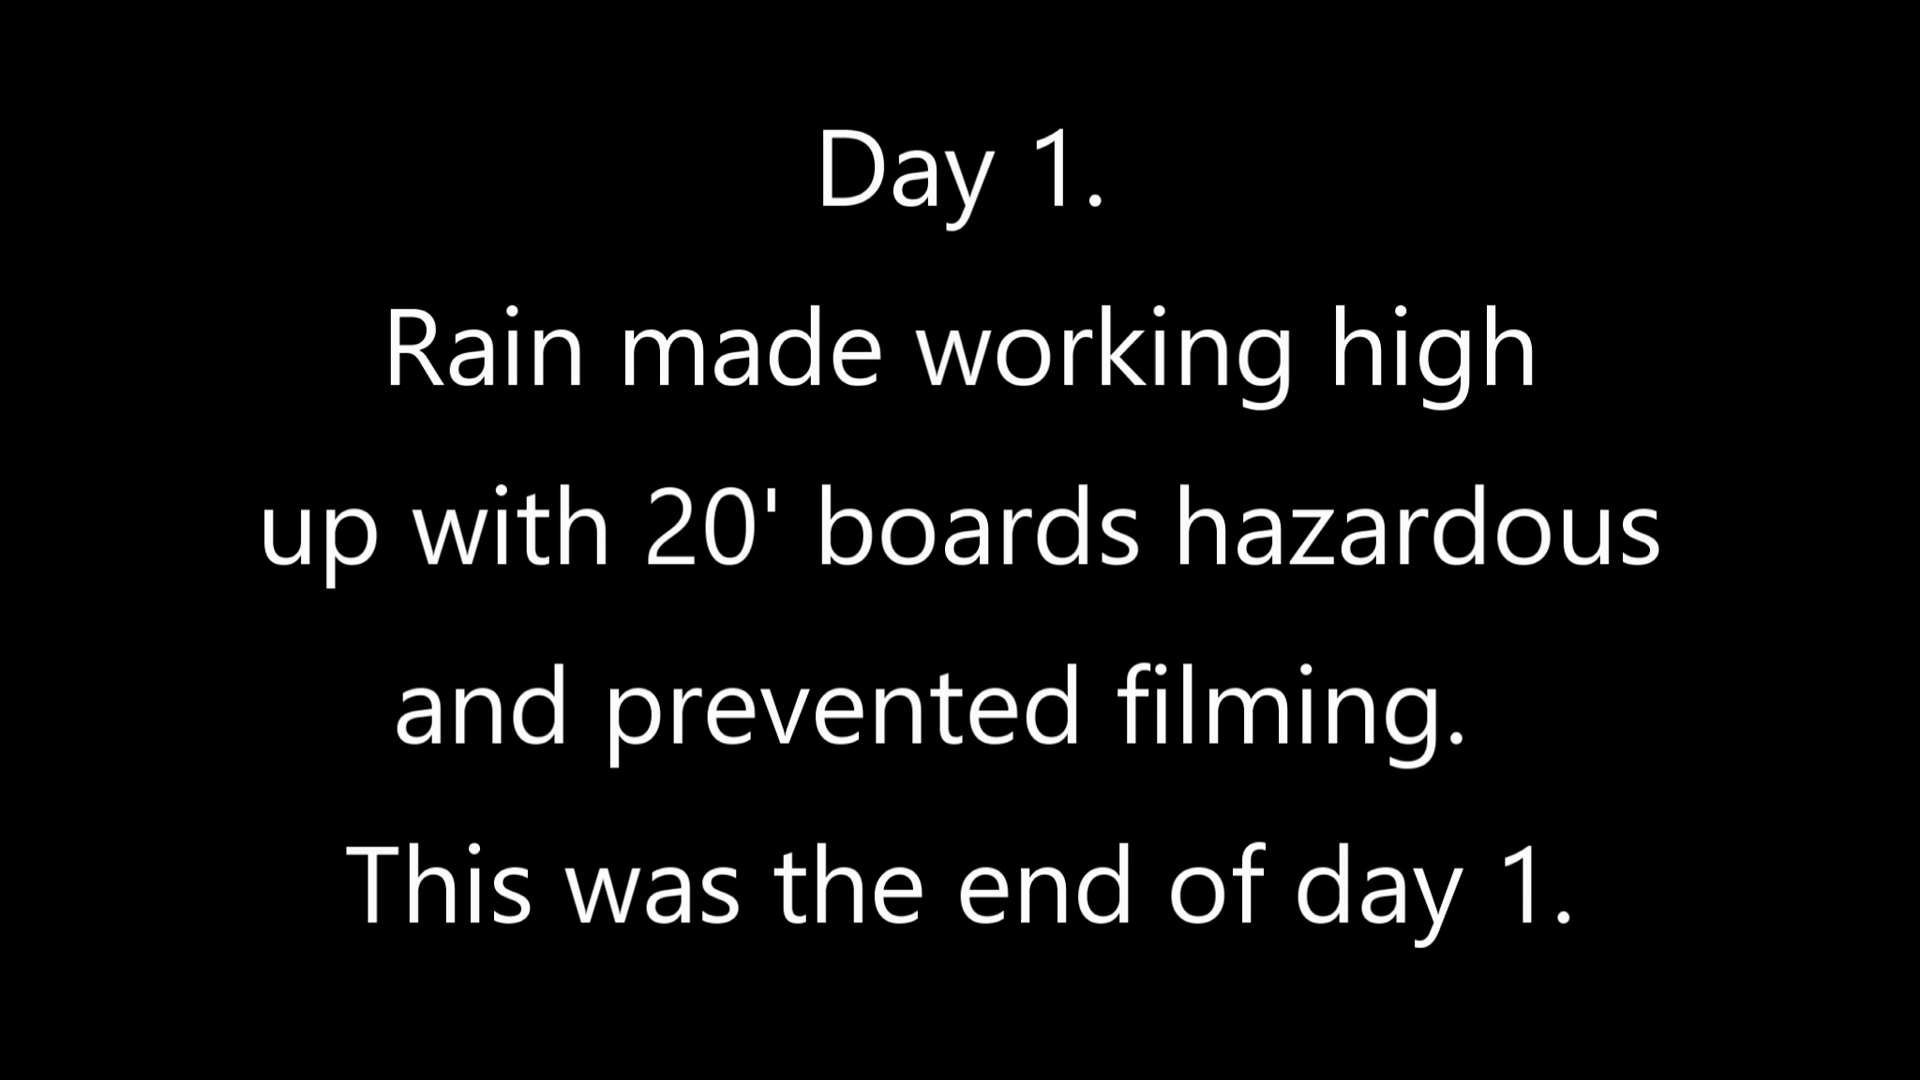 Day 1.
Rain made working high
up with 20' boards hazardous
and prevented filming.
This was the end of day 1.